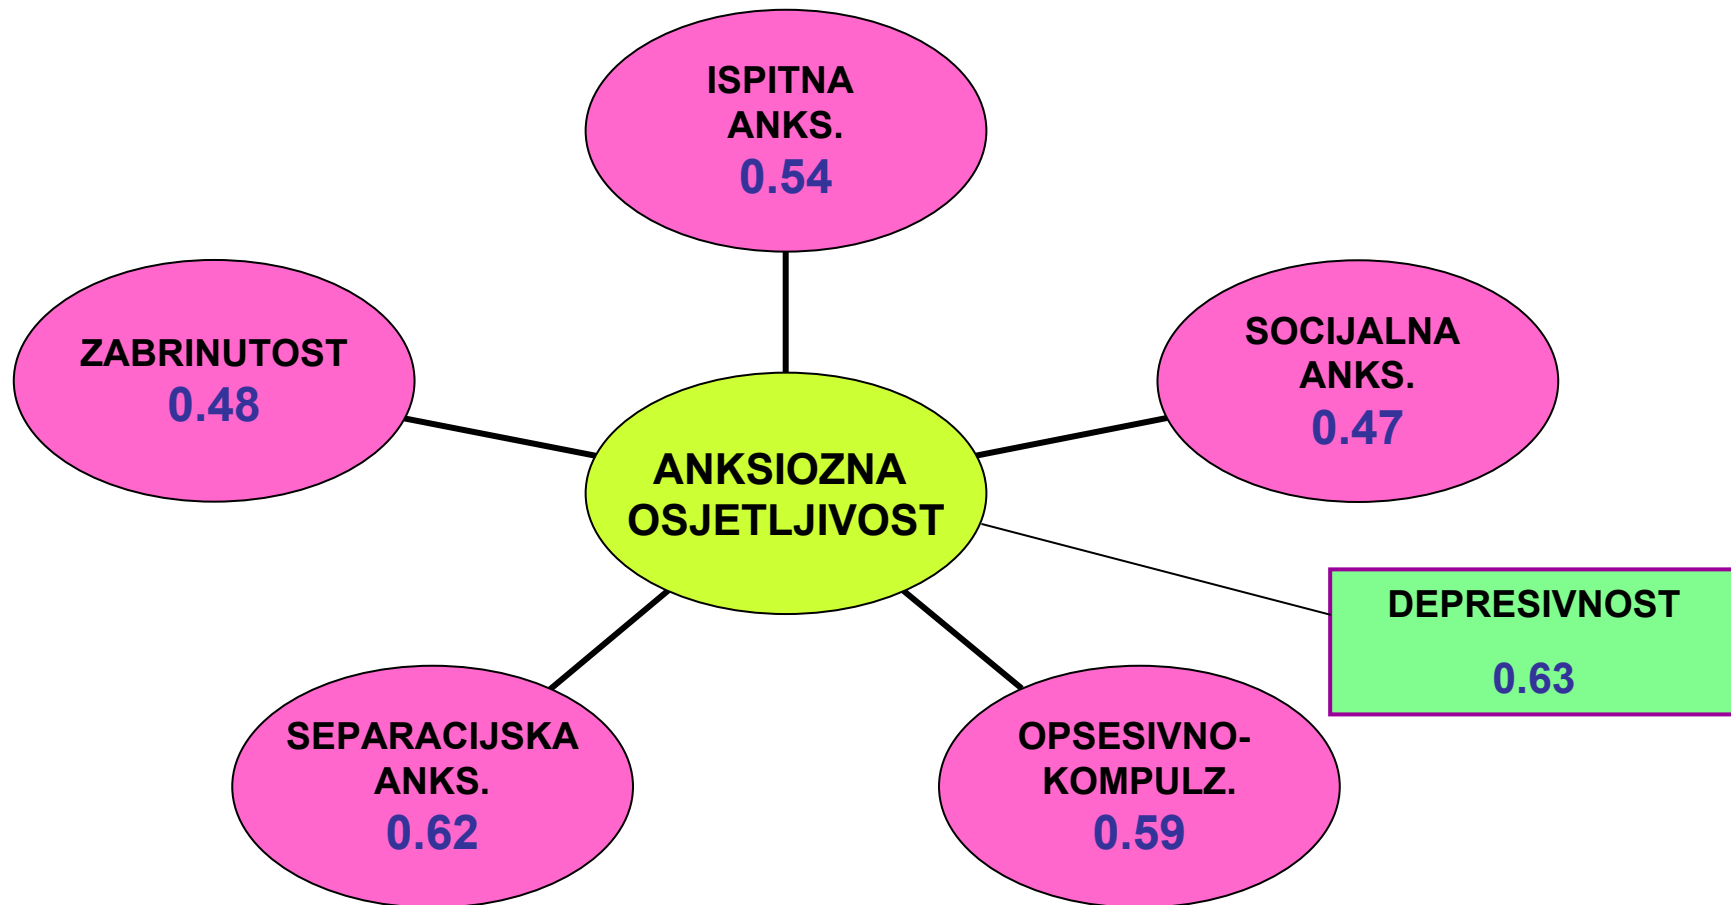 ISPITNA
ANKS.
0.54
ZABRINUTOST
0.48
SOCIJALNA
ANKS.
0.47
ANKSIOZNA
OSJETLJIVOST
DEPRESIVNOST
0.63
SEPARACIJSKA
ANKS.
0.62
OPSESIVNO-
KOMPULZ.
0.59